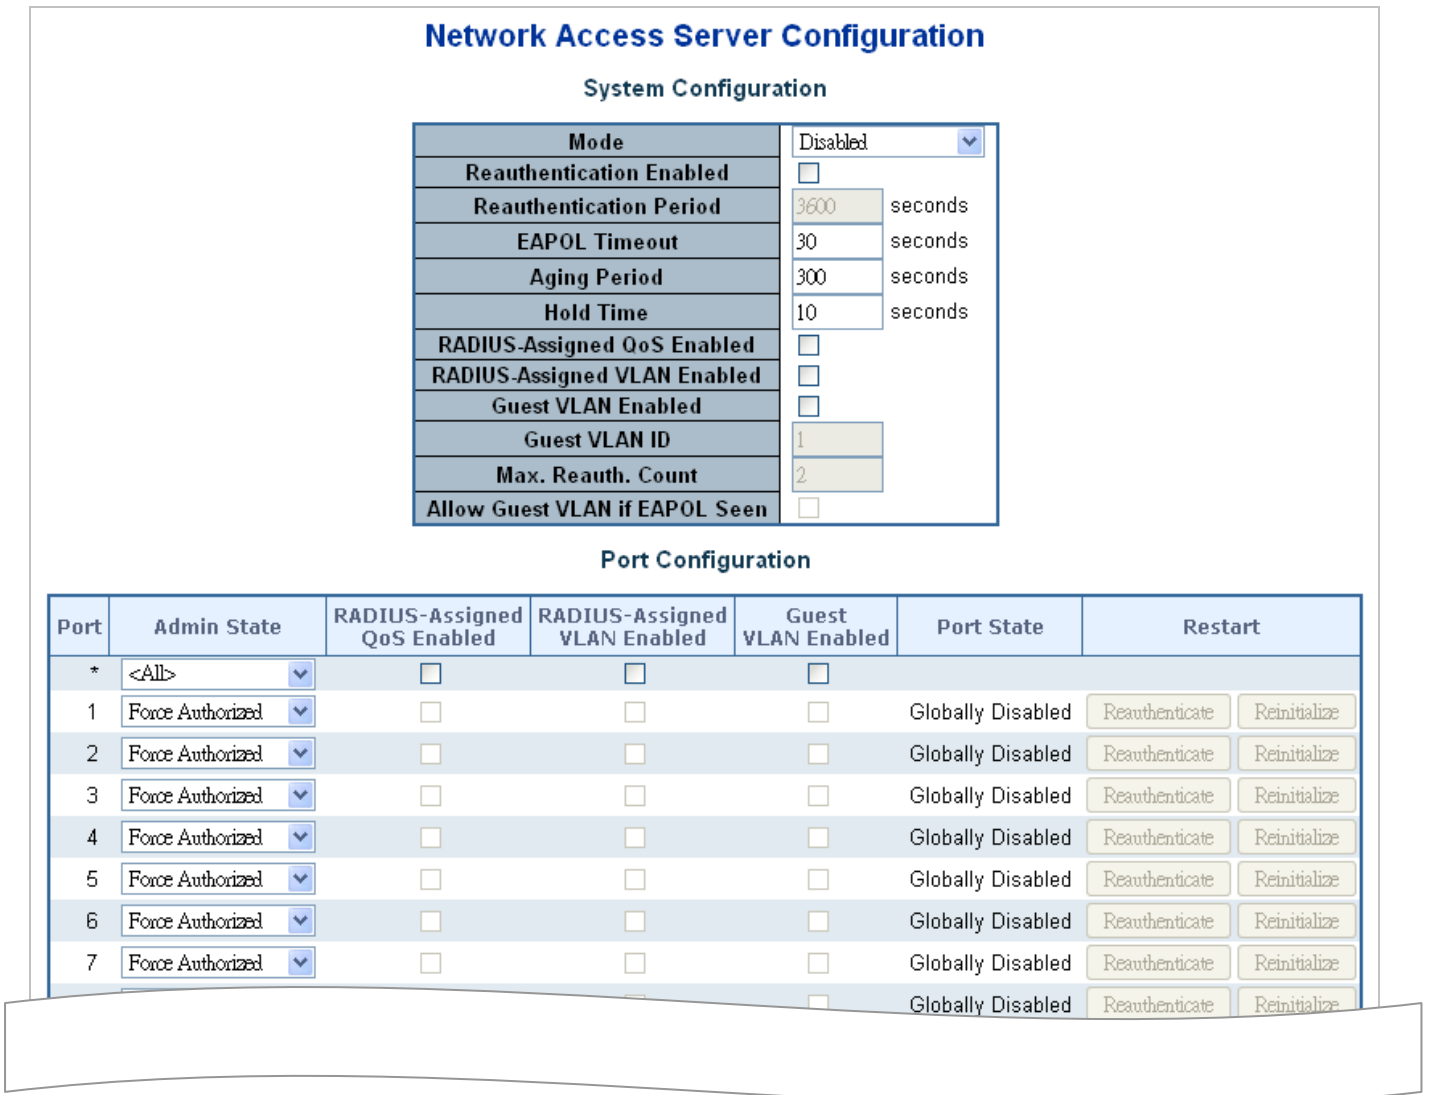 Network Access Server Configuration
System Configuration
Mode Disabled
Reauthentication Enabled
Reauthentication Period 3600 seconds
EAPOL Timeout 30 seconds
Aging Period 300 seconds
Hold Time 10 seconds
RADIUS-Assigned QoS Enabled
RADIUS-Assigned VLAN Enabled
Guest VLAN Enabled
Guest VLAN ID 1
Max. Reauth. Count 2
Allow Guest VLAN if EAPOL Seen
Port Configuration
Port Admin State RADIUS-Assigned QoS Enabled RADIUS-Assigned VLAN Enabled Guest VLAN Enabled Port State Restart
* <All>
1 Force Authorized Globally Disabled Reauthenticate Reinitialize
2 Force Authorized Globally Disabled Reauthenticate Reinitialize
3 Force Authorized Globally Disabled Reauthenticate Reinitialize
4 Force Authorized Globally Disabled Reauthenticate Reinitialize
5 Force Authorized Globally Disabled Reauthenticate Reinitialize
6 Force Authorized Globally Disabled Reauthenticate Reinitialize
7 Force Authorized Globally Disabled Reauthenticate Reinitialize
Globally Disabled Reauthenticate Reinitialize